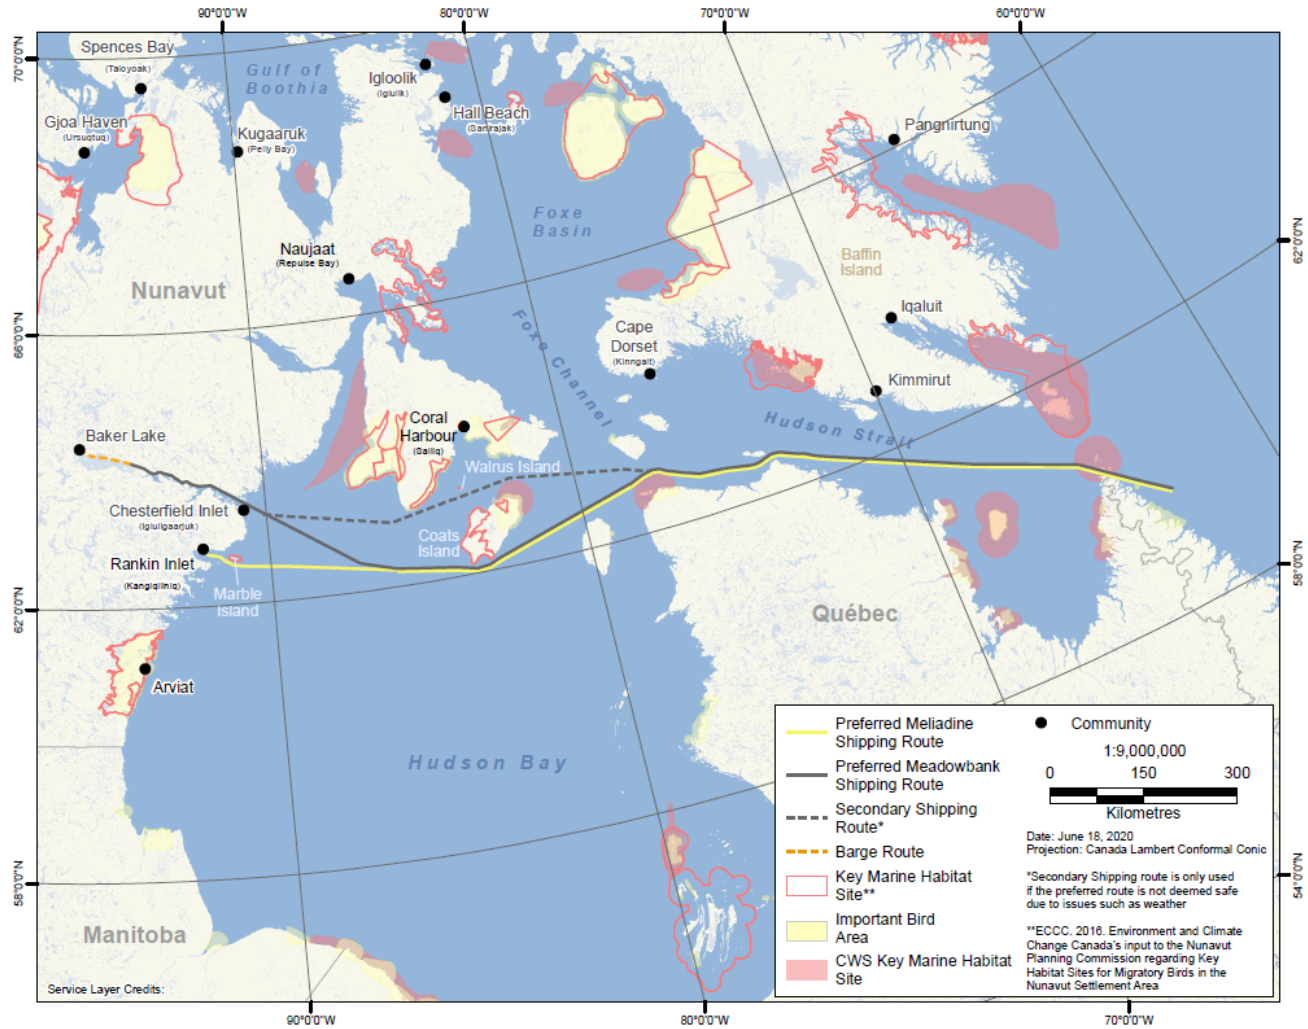 90°0'0"W
80°0'0"W
70°0'0"W
60°0'0"W
70°0'0"N
66°0'0"N
62°0'0"N
58°0'0"N
62°0'0"N
58°0'0"N
54°0'0"N
90°0'0"W
80°0'0"W
70°0'0"W
Spences Bay
(Taloyoak)
Gulf of
Boothia
Igloolik
(Iglulik)
Hall Beach
(Sanirajak)
Gjoa Haven
(Ursuqtuq)
Kugaaruk
(Pelly Bay)
Pangnirtung
Foxe
Basin
Naujaat
(Repulse Bay)
Nunavut
Baffin
Island
Iqaluit
Cape
Dorset
(Kinngait)
Foxe Channel
Kimmirut
Hudson Strait
Coral
Harbour
(Salliq)
Baker Lake
Walrus Island
Chesterfield Inlet
(Igluligaarjuk)
Coats
Island
Rankin Inlet
(Kangiqliniq)
Marble
Island
Québec
Arviat
Hudson Bay
Manitoba
Service Layer Credits:
Preferred Meliadine
Shipping Route
Preferred Meadowbank
Shipping Route
Secondary Shipping
Route*
Barge Route
Key Marine Habitat
Site**
Important Bird
Area
CWS Key Marine Habitat
Site
Community
1:9,000,000
0 150 300
Kilometres
Date: June 18, 2020
Projection: Canada Lambert Conformal Conic
*Secondary Shipping route is only used
if the preferred route is not deemed safe
due to issues such as weather
**ECCC. 2016. Environment and Climate
Change Canada's input to the Nunavut
Planning Commission regarding Key
Habitat Sites for Migratory Birds in the
Nunavut Settlement Area